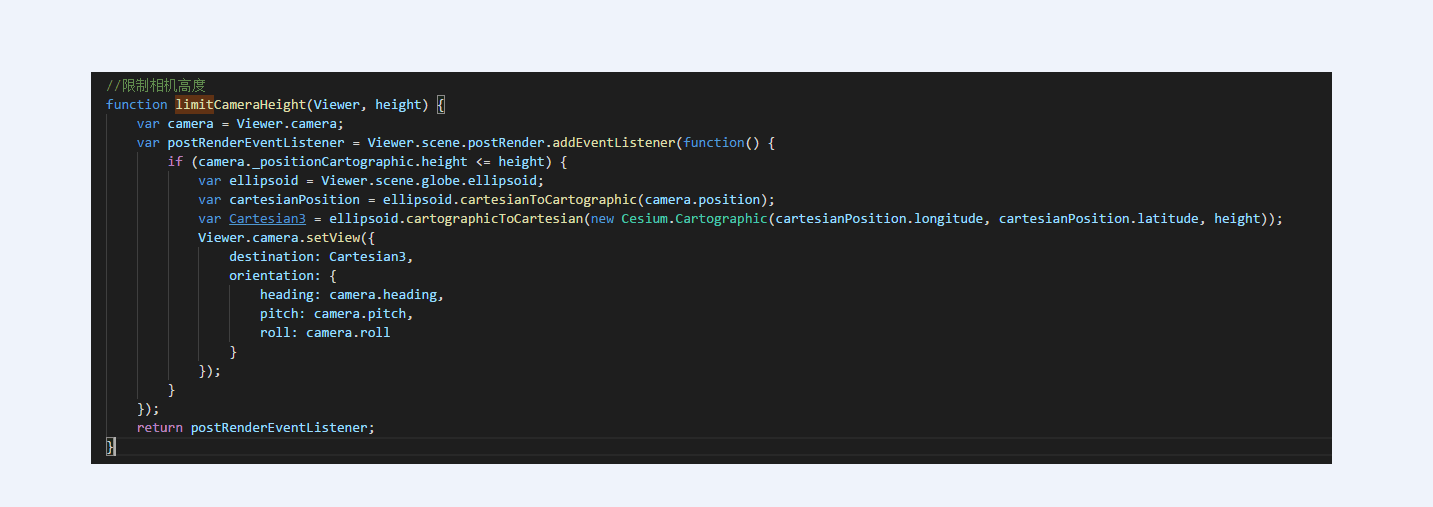 //限制相机高度
function limitCameraHeight(Viewer, height) {
    var camera = Viewer.camera;
    var postRenderEventListener = Viewer.scene.postRender.addEventListener(function() {
        if (camera._positionCartographic.height <= height) {
            var ellipsoid = Viewer.scene.globe.ellipsoid;
            var cartesianPosition = ellipsoid.cartesianToCartographic(camera.position);
            var Cartesian3 = ellipsoid.cartographicToCartesian(new Cesium.Cartographic(cartesianPosition.longitude, cartesianPosition.latitude, height));
            Viewer.camera.setView({
                destination: Cartesian3,
                orientation: {
                    heading: camera.heading,
                    pitch: camera.pitch,
                    roll: camera.roll
                }
            });
        }
    });
    return postRenderEventListener;
}